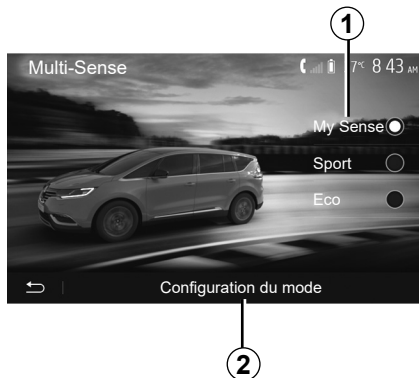 1
Multi-Sense 7°C 8 43 AM
My Sense
Sport
Eco
Configuration du mode
2